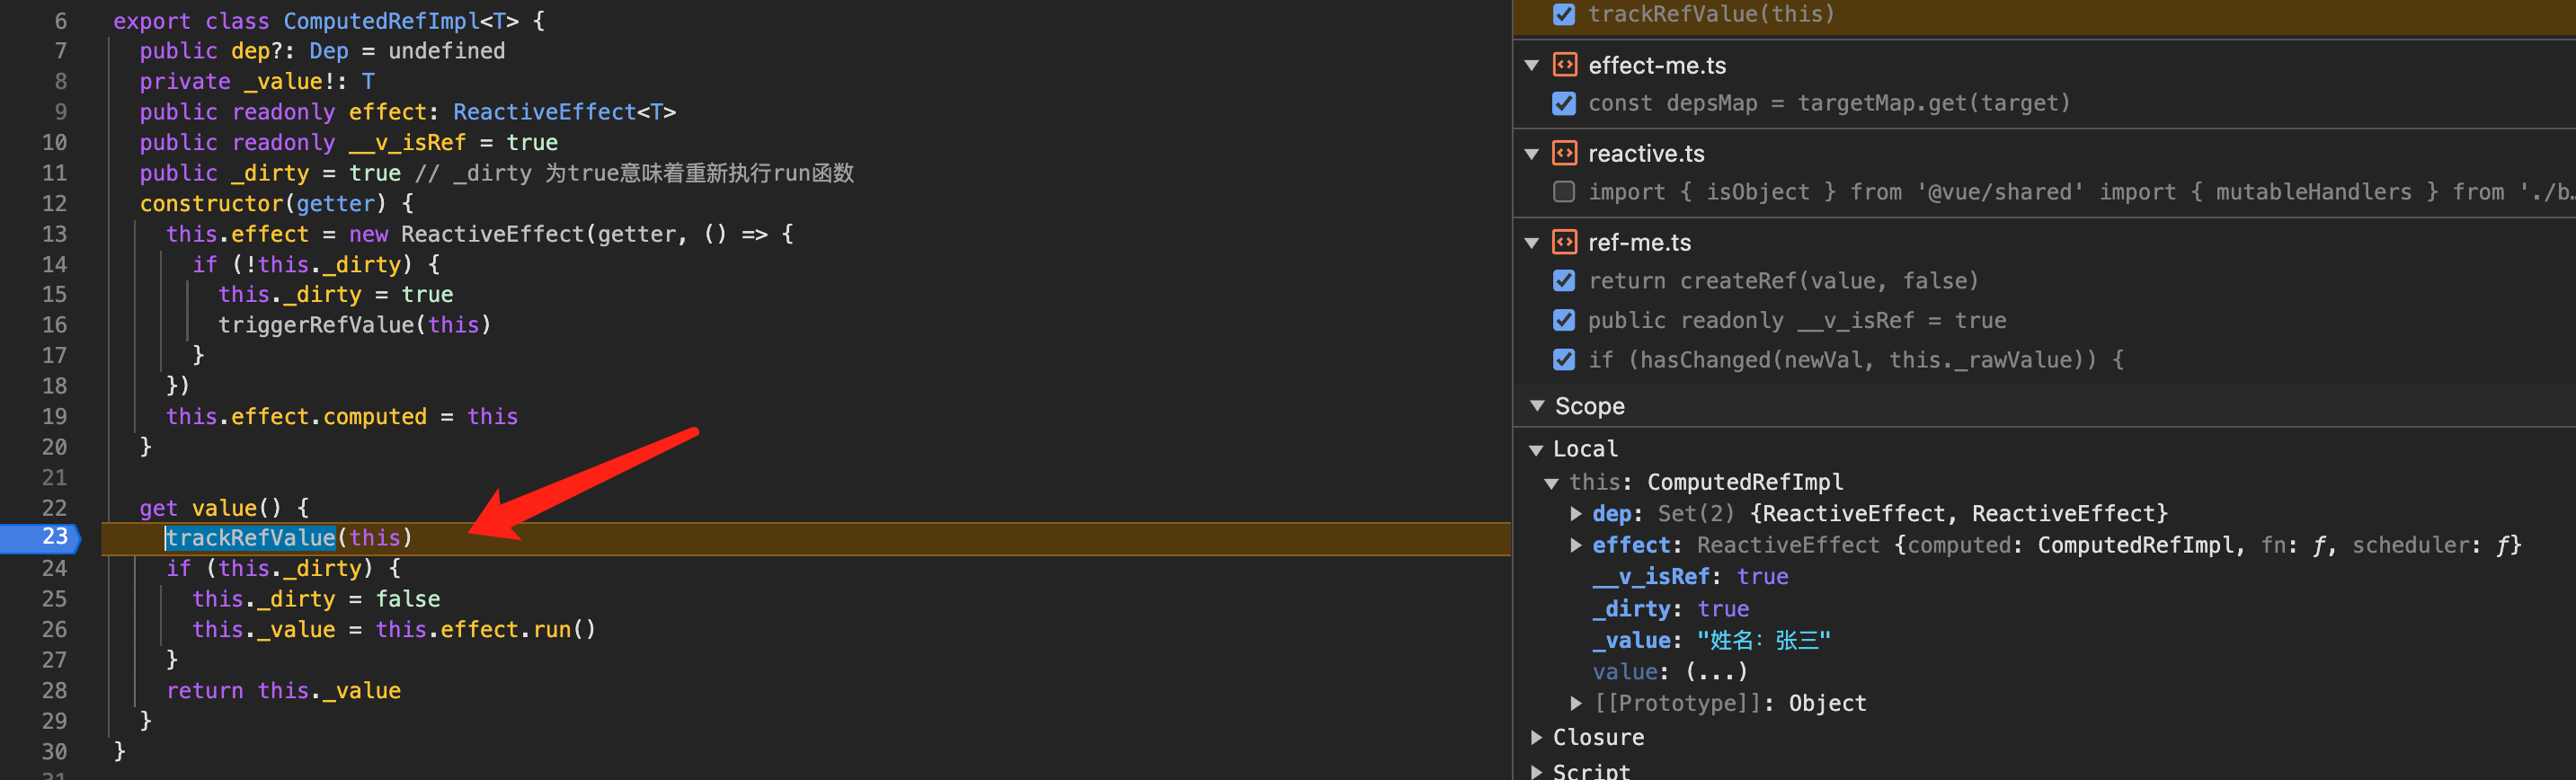 6 export class ComputedRefImpl<T> {
7 public dep?: Dep = undefined
8 private _value!: T
9 public readonly effect: ReactiveEffect<T>
10 public readonly __v_isRef = true
11 public _dirty = true // _dirty 为true意味着重新执行run函数
12 constructor(getter) {
13 this.effect = new ReactiveEffect(getter, () => {
14 if (!this._dirty) {
15 this._dirty = true
16 triggerRefValue(this)
17 }
18 })
19 this.effect.computed = this
20 }
21
22 get value() {
23 trackRefValue(this)
24 if (this._dirty) {
25 this._dirty = false
26 this._value = this.effect.run()
27 }
28 return this._value
29 }
30 }
31
trackRefValue(this)
effect-me.ts
const depsMap = targetMap.get(target)
reactive.ts
import { isObject } from '@vue/shared' import { mutableHandlers } from './b…
ref-me.ts
return createRef(value, false)
public readonly __v_isRef = true
if (hasChanged(newVal, this._rawValue)) {
Scope
Local
this: ComputedRefImpl
dep: Set(2) {ReactiveEffect, ReactiveEffect}
effect: ReactiveEffect {computed: ComputedRefImpl, fn: ƒ, scheduler: ƒ}
__v_isRef: true
_dirty: true
_value: "姓名：张三"
value: (...)
[[Prototype]]: Object
Closure
Script